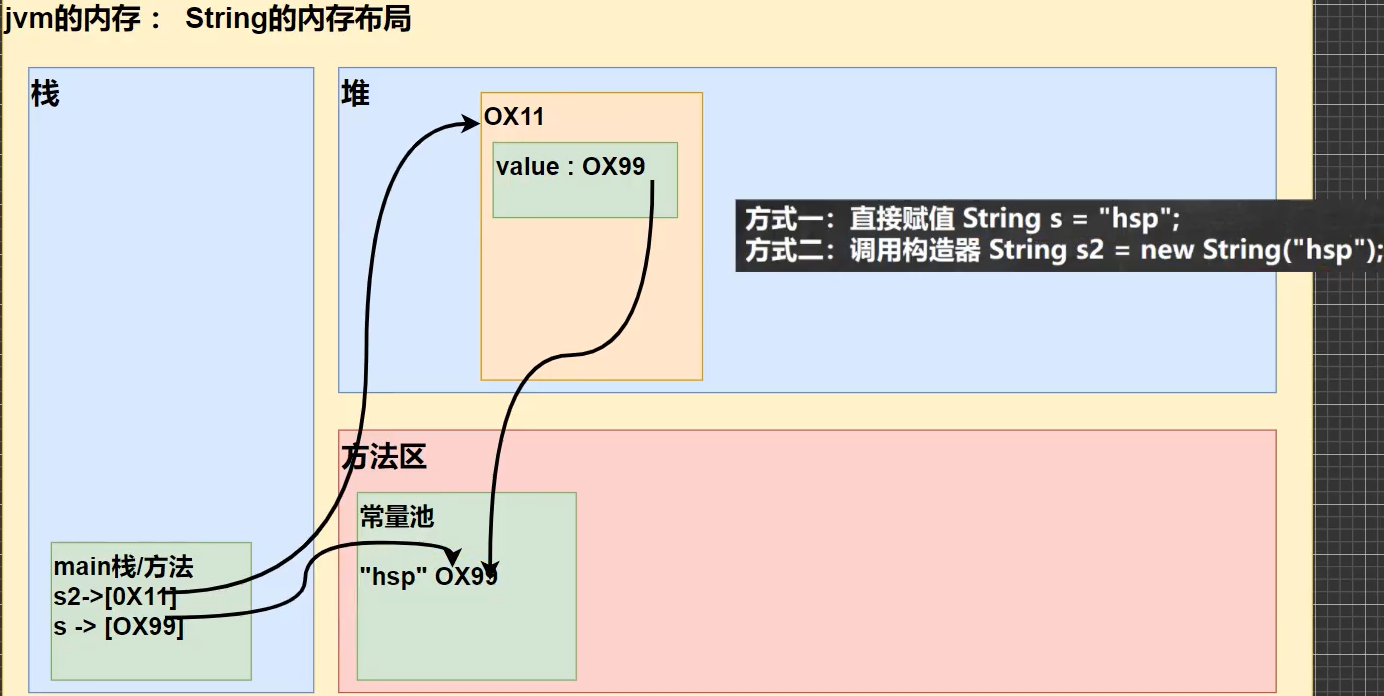 jvm的内存： String的内存布局
栈
堆
OX11
value : OX99
方式一：直接赋值 String s = "hsp";
方式二：调用构造器 String s2 = new String("hsp");
方法区
常量池
"hsp" OX99
main栈/方法
s2->[0X11]
s -> [OX99]